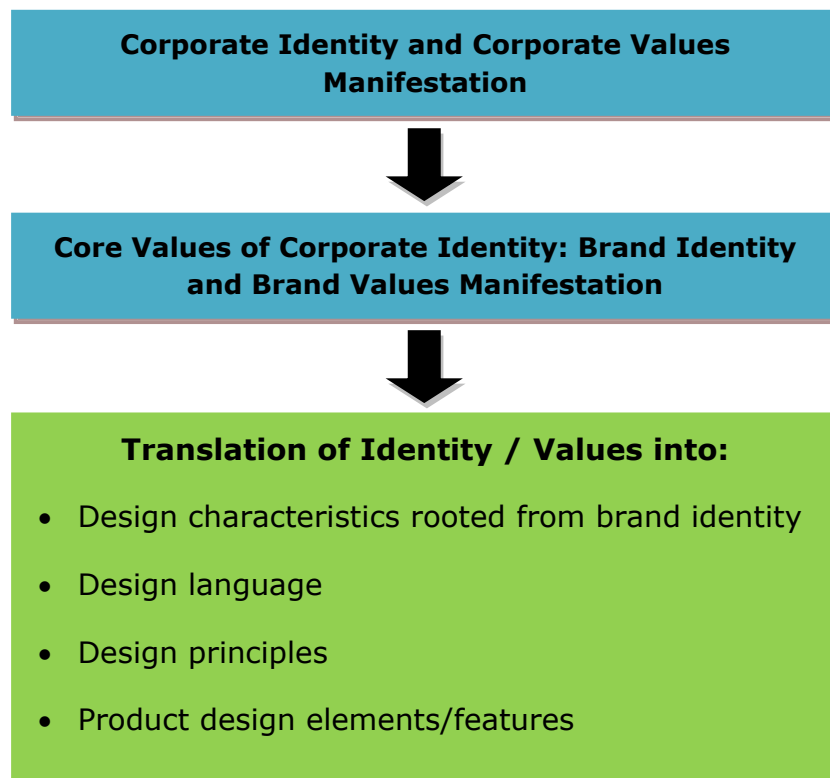 Corporate Identity and Corporate Values
Manifestation
Core Values of Corporate Identity: Brand Identity
and Brand Values Manifestation
Translation of Identity / Values into:
• Design characteristics rooted from brand identity
• Design language
• Design principles
• Product design elements/features